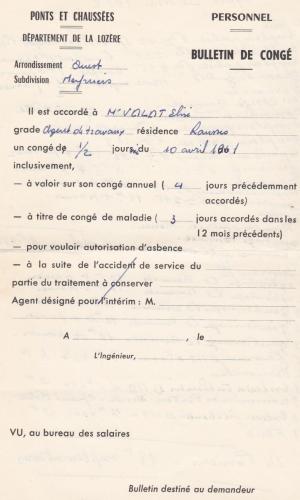 PONTS ET CHAUSSÉES
DÉPARTEMENT DE LA LOZÈRE
Arrondissement Ouest
Subdivision Meyrueis
PERSONNEL
BULLETIN DE CONGÉ
Il est accordé à Mr VALAT Elie
grade Agent de travaux résidence
un congé de 1/2 jours du 10 avril 1961
inclusivement,
— à valoir sur son congé annuel ( 4 jours précédemment
accordés)
— à titre de congé de maladie ( 3 jours accordés dans les
12 mois précédents)
— pour vouloir autorisation d'asbence
— à la suite de l'accident de service du
partie du traitement à conserver
Agent désigné pour l'intérim : M.
A , le
L'Ingénieur,
VU, au bureau des salaires
Bulletin destiné au demandeur